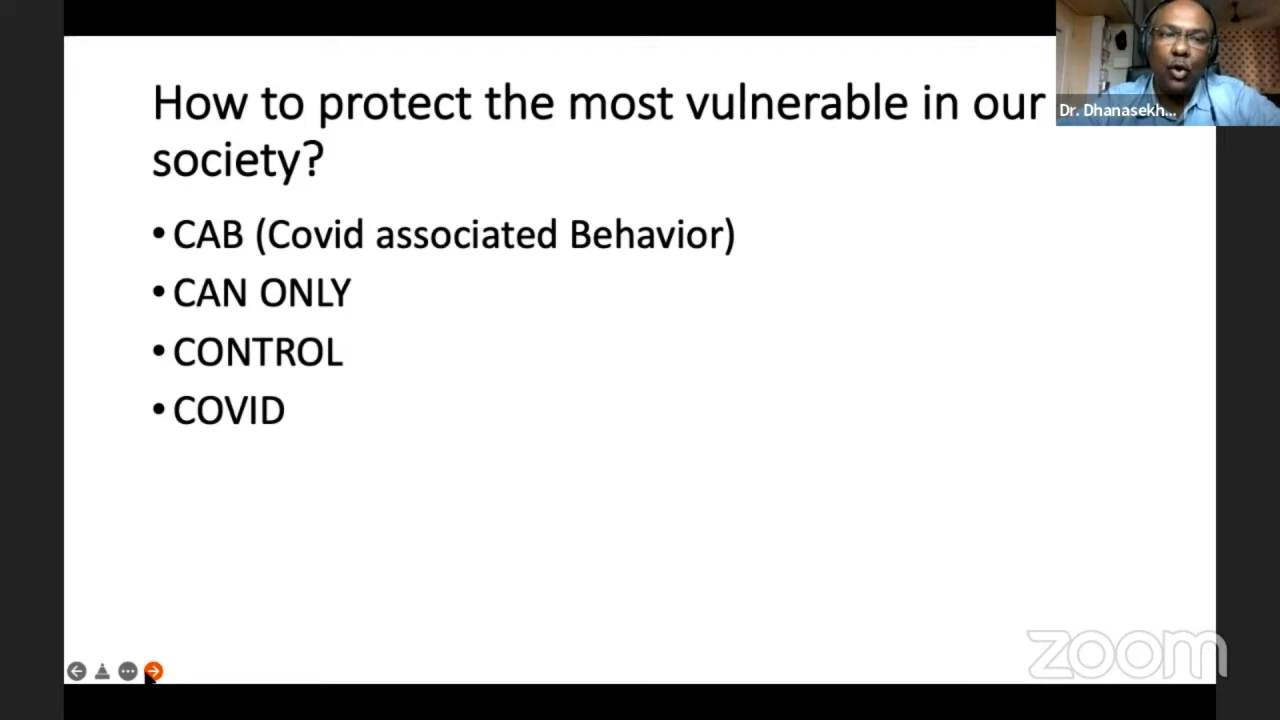 How to protect the most vulnerable in our
society?
• CAB (Covid associated Behavior)
• CAN ONLY
• CONTROL
• COVID
Dr. Dhanasekh...
zoom